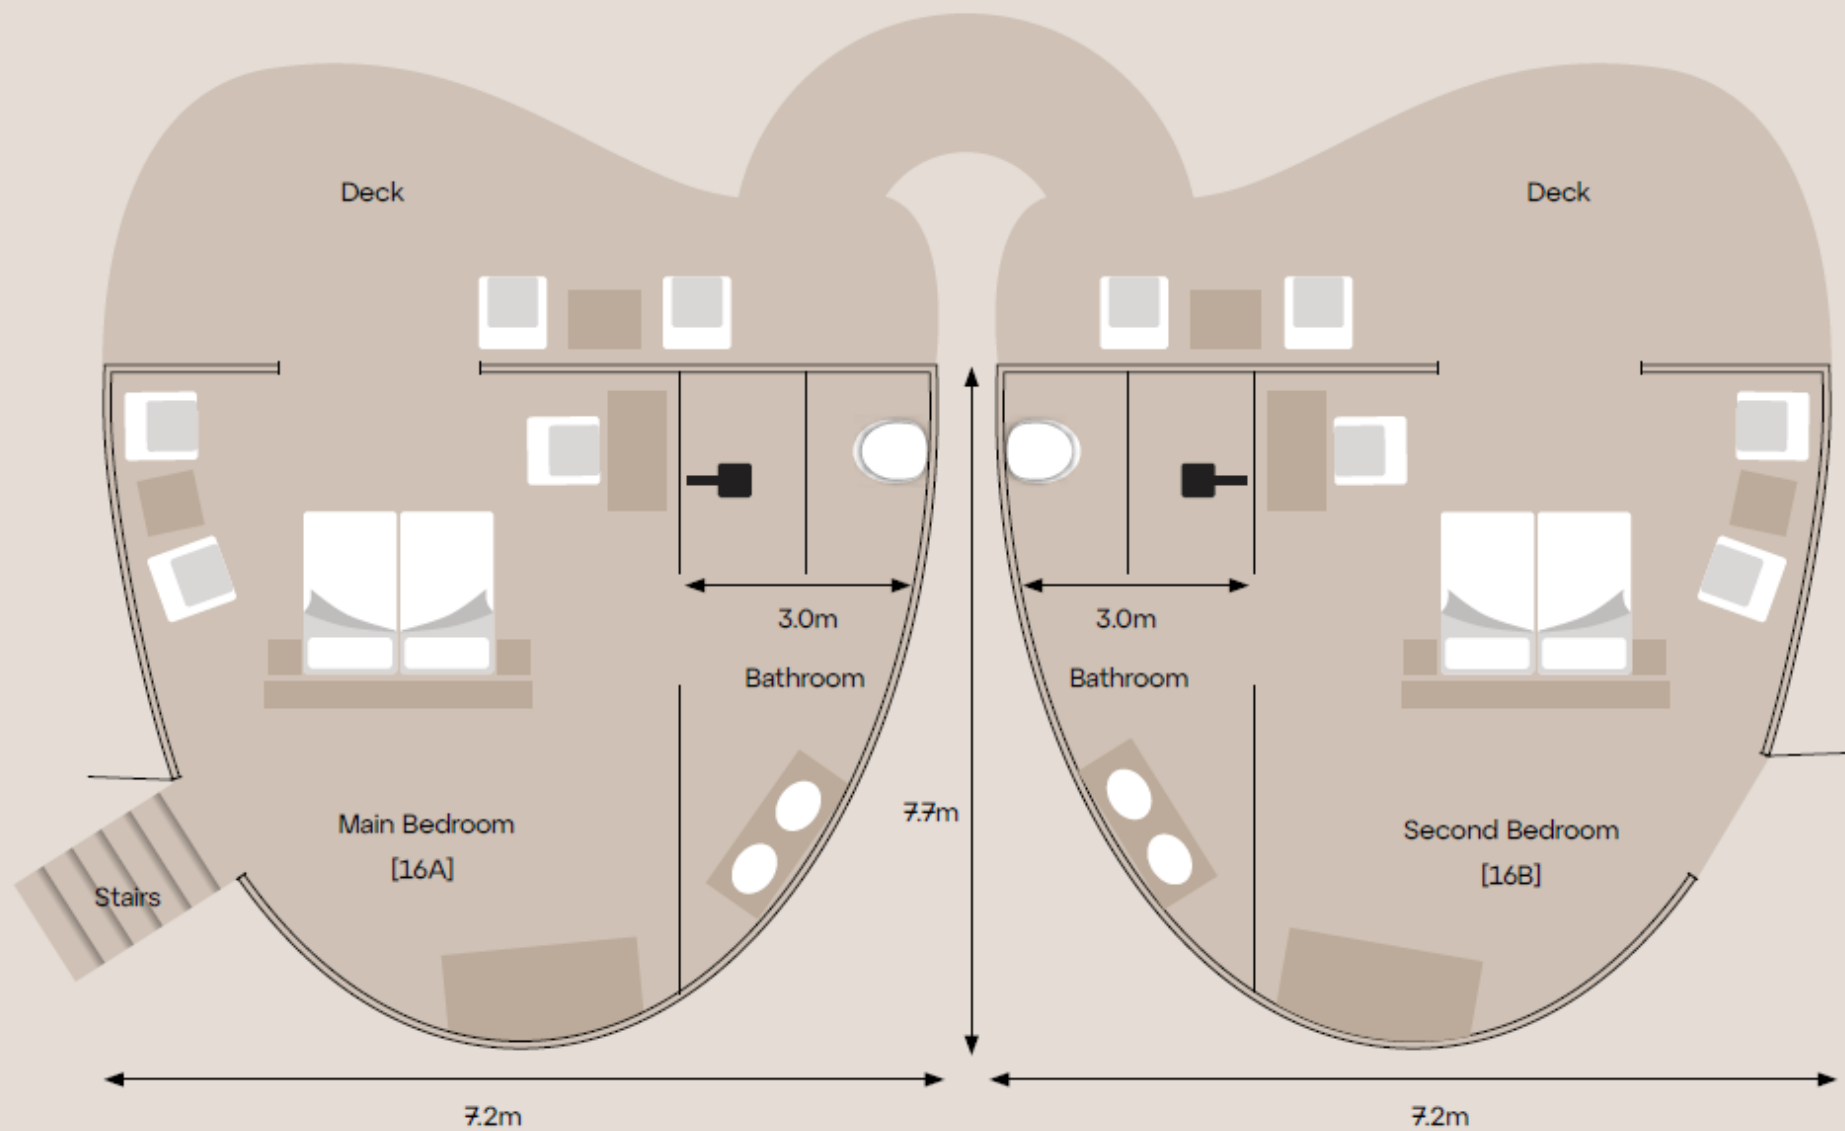 Deck
Deck
3.0m
3.0m
Bathroom
Bathroom
7.7m
Main Bedroom
[16A]
Second Bedroom
[16B]
Stairs
7.2m
7.2m